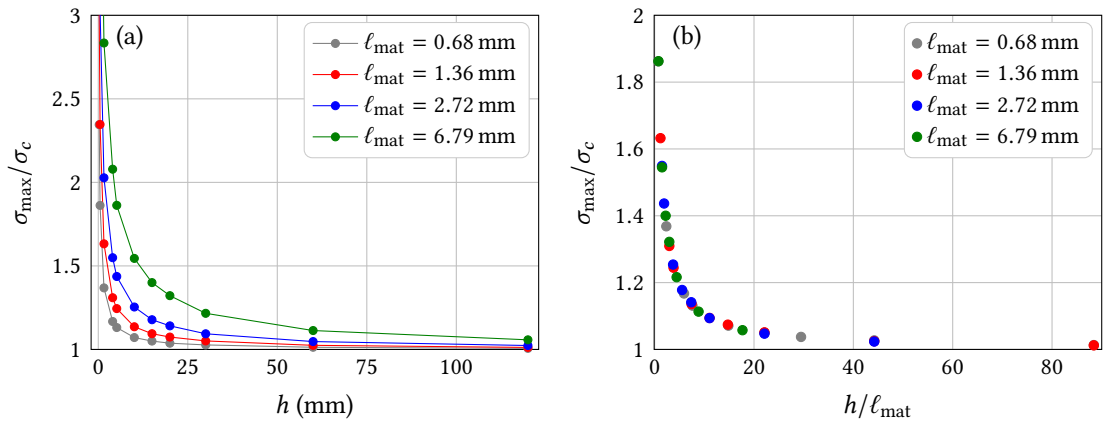 (a)
ℓmat = 0.68 mm
ℓmat = 1.36 mm
ℓmat = 2.72 mm
ℓmat = 6.79 mm
3
2.5
2
1.5
1
σmax/σc
0 25 50 75 100
h (mm)
(b)
ℓmat = 0.68 mm
ℓmat = 1.36 mm
ℓmat = 2.72 mm
ℓmat = 6.79 mm
2
1.8
1.6
1.4
1.2
1
σmax/σc
0 20 40 60 80
h/ℓmat